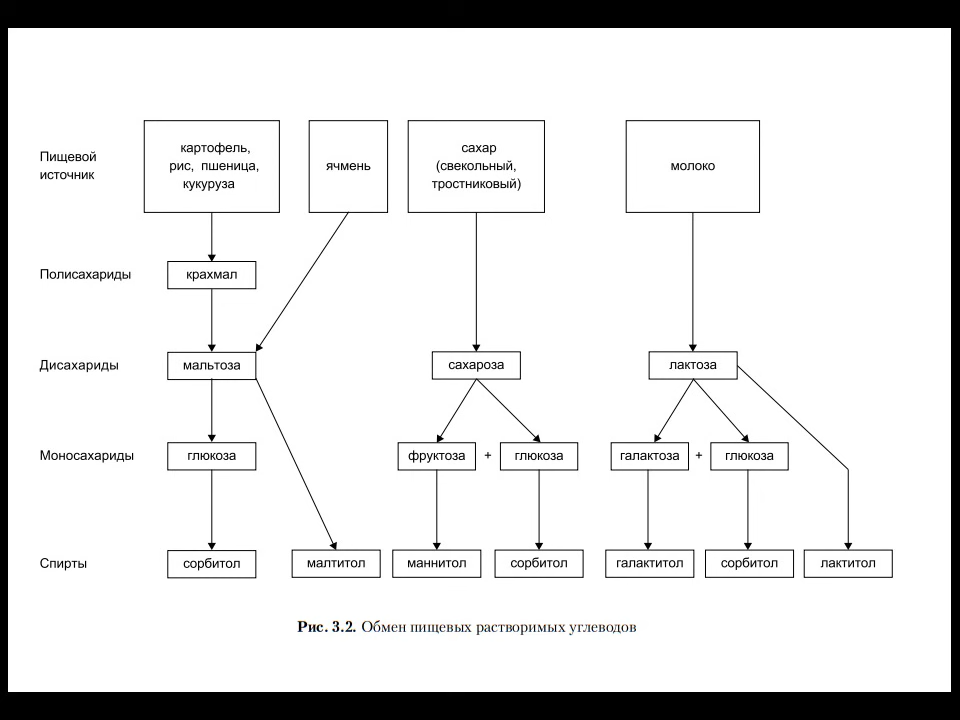 Пищевой
источник
картофель,
рис, пшеница,
кукуруза
ячмень
сахар
(свекольный,
тростниковый)
молоко
Полисахариды
крахмал
Дисахариды
мальтоза
сахароза
лактоза
Моносахариды
глюкоза
фруктоза + глюкоза
галактоза + глюкоза
Спирты
сорбитол
малтитол
маннитол
сорбитол
галактитол
сорбитол
лактитол
Рис. 3.2. Обмен пищевых растворимых углеводов